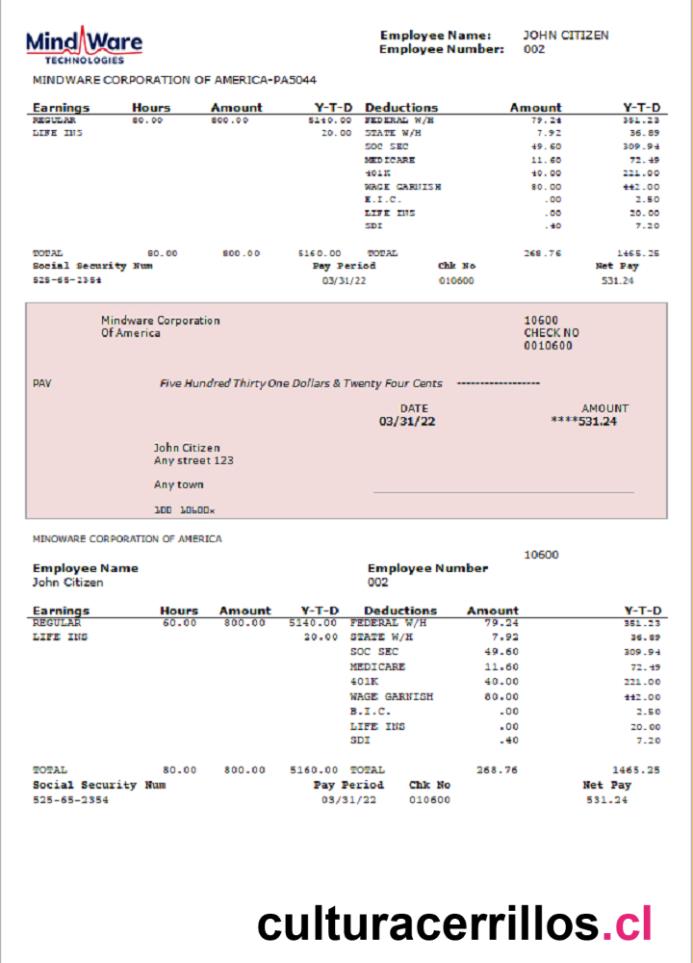 MindWare
TECHNOLOGIES
Employee Name: JOHN CITIZEN
Employee Number: 002
MINDWARE CORPORATION OF AMERICA-PA5044
Earnings Hours Amount Y-T-D Deductions Amount Y-T-D
REGULAR 80.00 800.00 5140.00 FEDERAL W/H 79.24 351.23
LIFE INS 20.00 STATE W/H 7.92 36.89
SOC SEC 49.60 309.94
MEDICARE 11.60 72.49
401K 40.00 221.00
WAGE GARNISH 80.00 442.00
E.I.C. .00 2.50
LIFE INS .00 20.00
SDI .40 7.20
TOTAL 80.00 800.00 5160.00 TOTAL 268.76 1465.25
Social Security Num Pay Period Chk No Net Pay
525-65-2354 03/31/22 010600 531.24
Mindware Corporation 10600
Of America CHECK NO
0010600
PAV Five Hundred Thirty One Dollars & Twenty Four Cents ------------------
DATE AMOUNT
03/31/22 ****531.24
John Citizen
Any street 123
Any town
100 10600×
MINOWARE CORPORATION OF AMERICA
10600
Employee Name Employee Number
John Citizen 002
Earnings Hours Amount Y-T-D Deductions Amount Y-T-D
REGULAR 60.00 800.00 5140.00 FEDERAL W/H 79.24 351.23
LIFE INS 20.00 STATE W/H 7.92 36.89
SOC SEC 49.60 309.94
MEDICARE 11.60 72.49
401K 40.00 221.00
WAGE GARNISH 80.00 442.00
B.I.C. .00 2.50
LIFE INS .00 20.00
SDI .40 7.20
TOTAL 80.00 800.00 5160.00 TOTAL 268.76 1465.25
Social Security Num Pay Period Chk No Net Pay
525-65-2354 03/31/22 010600 531.24
culturacerrillos.cl